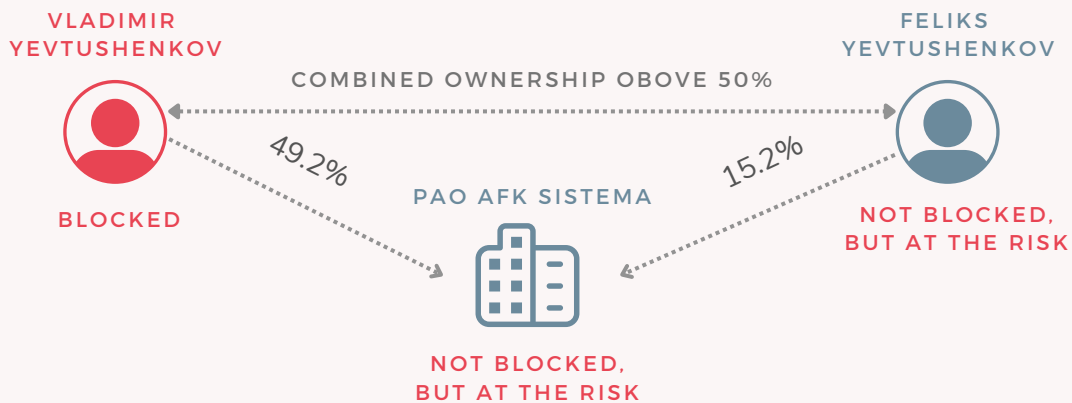 VLADIMIR
YEVTUSHENKOV
FELIKS
YEVTUSHENKOV
COMBINED OWNERSHIP OBOVE 50%
49.2%
15.2%
PAO AFK SISTEMA
BLOCKED
NOT BLOCKED,
BUT AT THE RISK
NOT BLOCKED,
BUT AT THE RISK